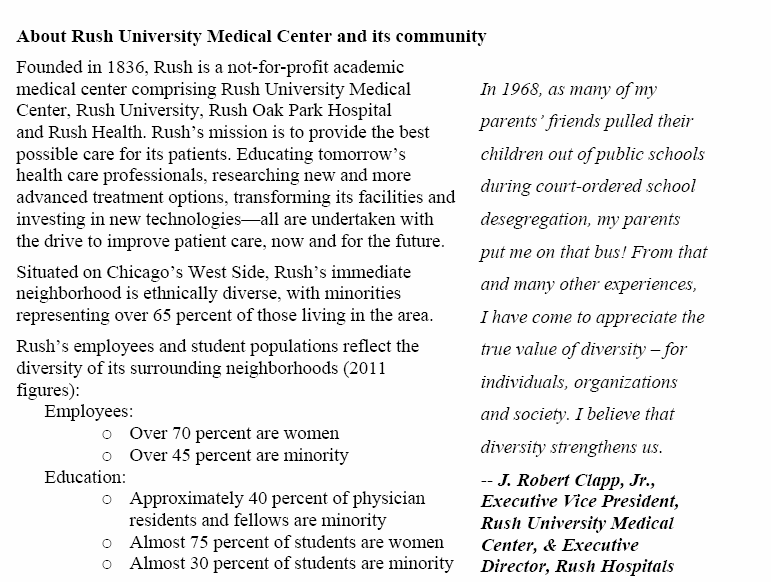 About Rush University Medical Center and its community
Founded in 1836, Rush is a not-for-profit academic
medical center comprising Rush University Medical
Center, Rush University, Rush Oak Park Hospital
and Rush Health. Rush’s mission is to provide the best
possible care for its patients. Educating tomorrow’s
health care professionals, researching new and more
advanced treatment options, transforming its facilities and
investing in new technologies—all are undertaken with
the drive to improve patient care, now and for the future.
Situated on Chicago’s West Side, Rush’s immediate
neighborhood is ethnically diverse, with minorities
representing over 65 percent of those living in the area.
Rush’s employees and student populations reflect the
diversity of its surrounding neighborhoods (2011
figures):
Employees:
o Over 70 percent are women
o Over 45 percent are minority
Education:
o Approximately 40 percent of physician
residents and fellows are minority
o Almost 75 percent of students are women
o Almost 30 percent of students are minority
In 1968, as many of my
parents’ friends pulled their
children out of public schools
during court-ordered school
desegregation, my parents
put me on that bus! From that
and many other experiences,
I have come to appreciate the
true value of diversity – for
individuals, organizations
and society. I believe that
diversity strengthens us.
-- J. Robert Clapp, Jr.,
Executive Vice President,
Rush University Medical
Center, & Executive
Director, Rush Hospitals